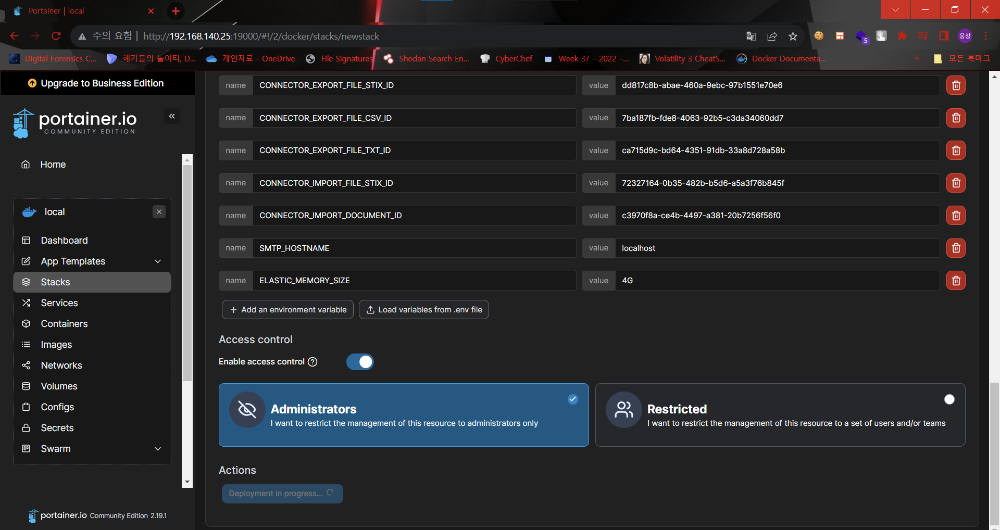 Portainer | local
주의 요함 | http://192.168.140.25:19000/#!/2/docker/stacks/newstack
5
응창
Digital Forensics C...
해커들의 놀이터, D...
개인자료 - OneDrive
File Signatures
Shodan Search En...
CyberChef
Week 37 – 2022 –...
Volatility 3 CheatS...
Docker Documenta...
»
모든 북마크
Upgrade to Business Edition
portainer.io
COMMUNITY EDITION
Home
local
Dashboard
App Templates
Stacks
Services
Containers
Images
Networks
Volumes
Configs
Secrets
Swarm
portainer.io Community Edition 2.19.1
name CONNECTOR_EXPORT_FILE_STIX_ID value dd817c8b-abae-460a-9ebc-97b1551e70e6
name CONNECTOR_EXPORT_FILE_CSV_ID value 7ba187fb-fde8-4063-92b5-c3da34060dd7
name CONNECTOR_EXPORT_FILE_TXT_ID value ca715d9c-bd64-4351-91db-33a8d728a58b
name CONNECTOR_IMPORT_FILE_STIX_ID value 72327164-0b35-482b-b5d6-a5a3f76b845f
name CONNECTOR_IMPORT_DOCUMENT_ID value c3970f8a-ce4b-4497-a381-20b7256f56f0
name SMTP_HOSTNAME value localhost
name ELASTIC_MEMORY_SIZE value 4G
+ Add an environment variable
Load variables from .env file
Access control
Enable access control
Administrators
I want to restrict the management of this resource to administrators only
Restricted
I want to restrict the management of this resource to a set of users and/or teams
Actions
Deployment in progress...